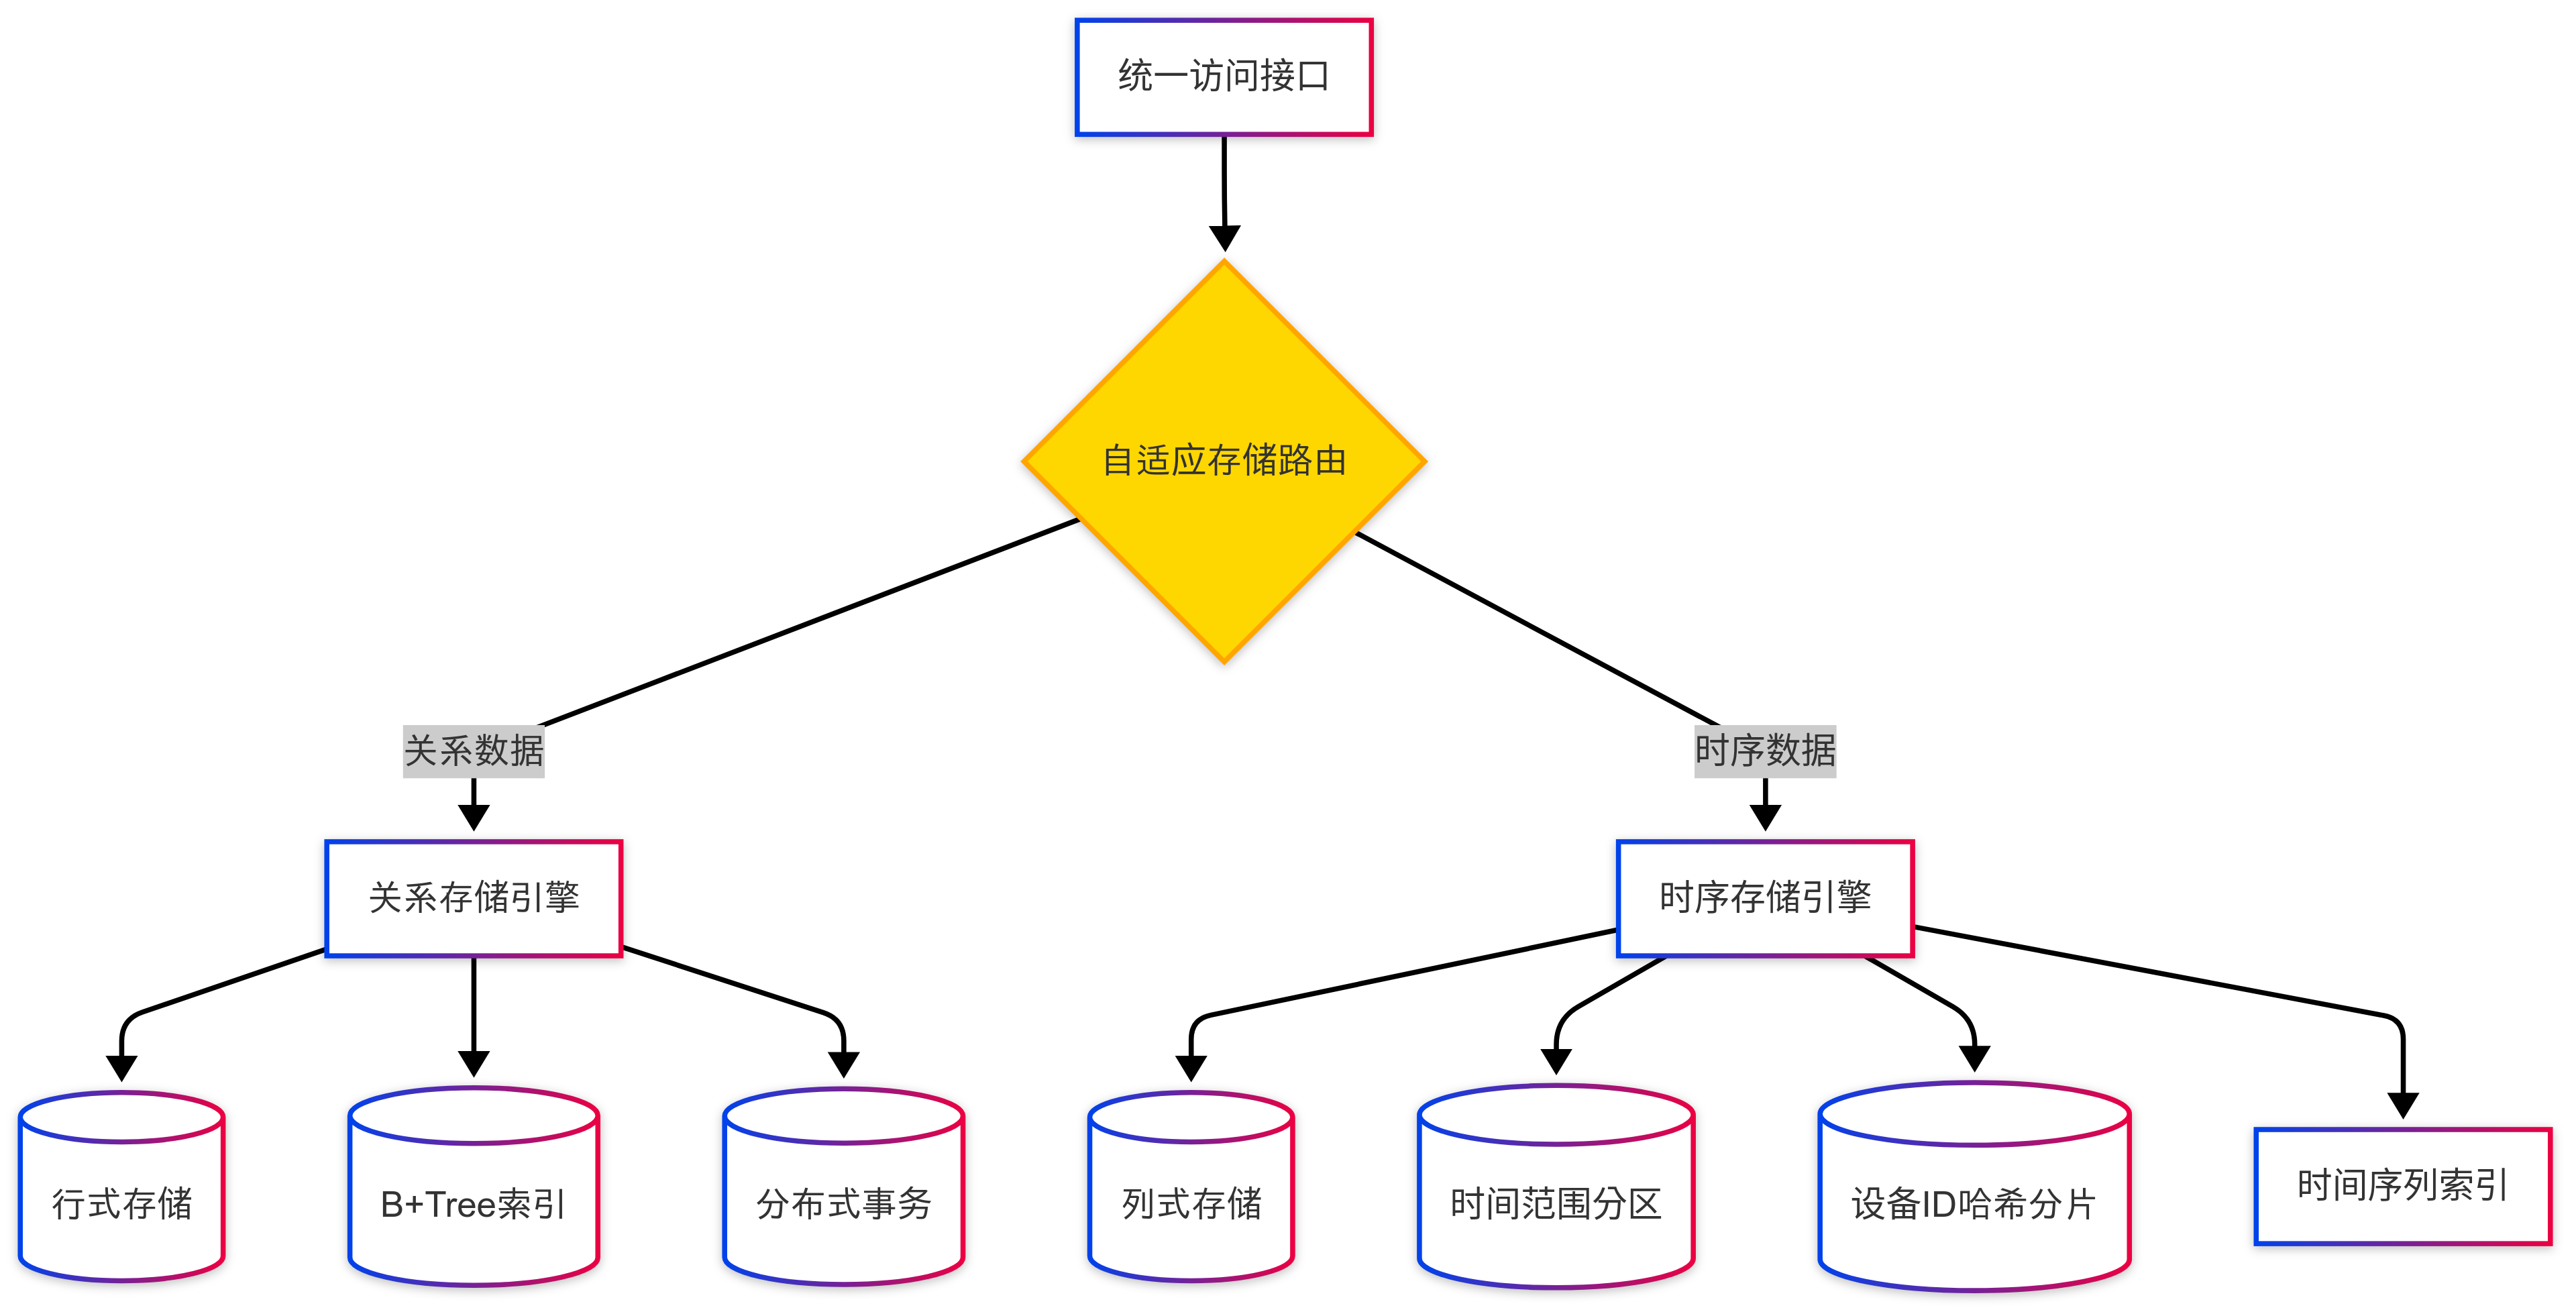 统一访问接口
自适应存储路由
关系数据
时序数据
关系存储引擎
时序存储引擎
行式存储
B+Tree索引
分布式事务
列式存储
时间范围分区
设备ID哈希分片
时间序列索引